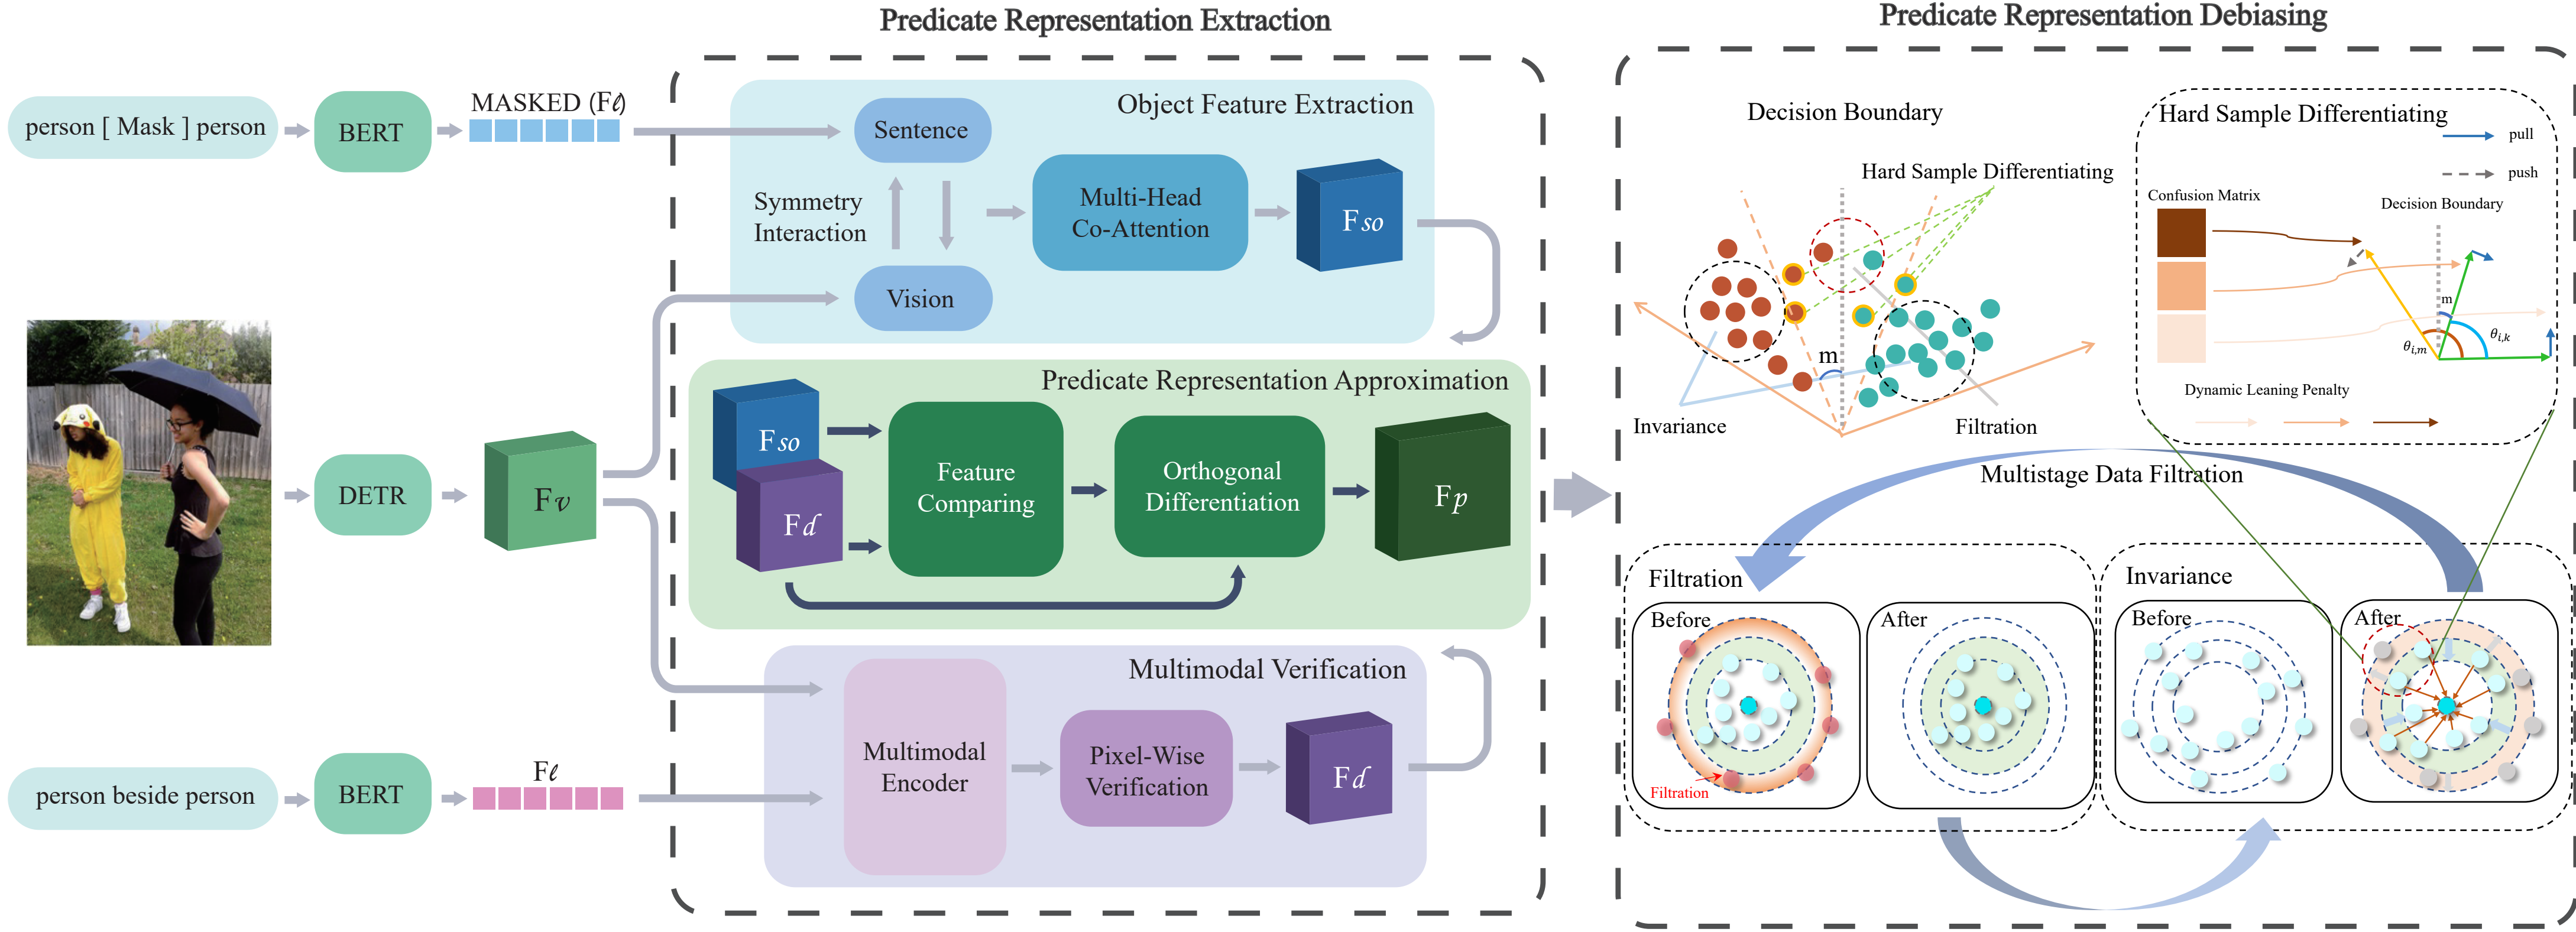 Predicate Representation Extraction
Predicate Representation Debiasing
person [ Mask ] person
BERT
MASKED (Fℓ)
Sentence
Object Feature Extraction
Symmetry
Interaction
Multi-Head
Co-Attention
Fso
Vision
DETR
Fv
Predicate Representation Approximation
Fso
Fd
Feature
Comparing
Orthogonal
Differentiation
Fp
Multimodal Verification
person beside person
BERT
Fℓ
Multimodal
Encoder
Pixel-Wise
Verification
Fd
Decision Boundary
Hard Sample Differentiating
m
Invariance
Filtration
Hard Sample Differentiating
pull
push
Confusion Matrix
Decision Boundary
m
θi,m
θi,k
Dynamic Leaning Penalty
Multistage Data Filtration
Filtration
Before
After
Filtration
Invariance
Before
After